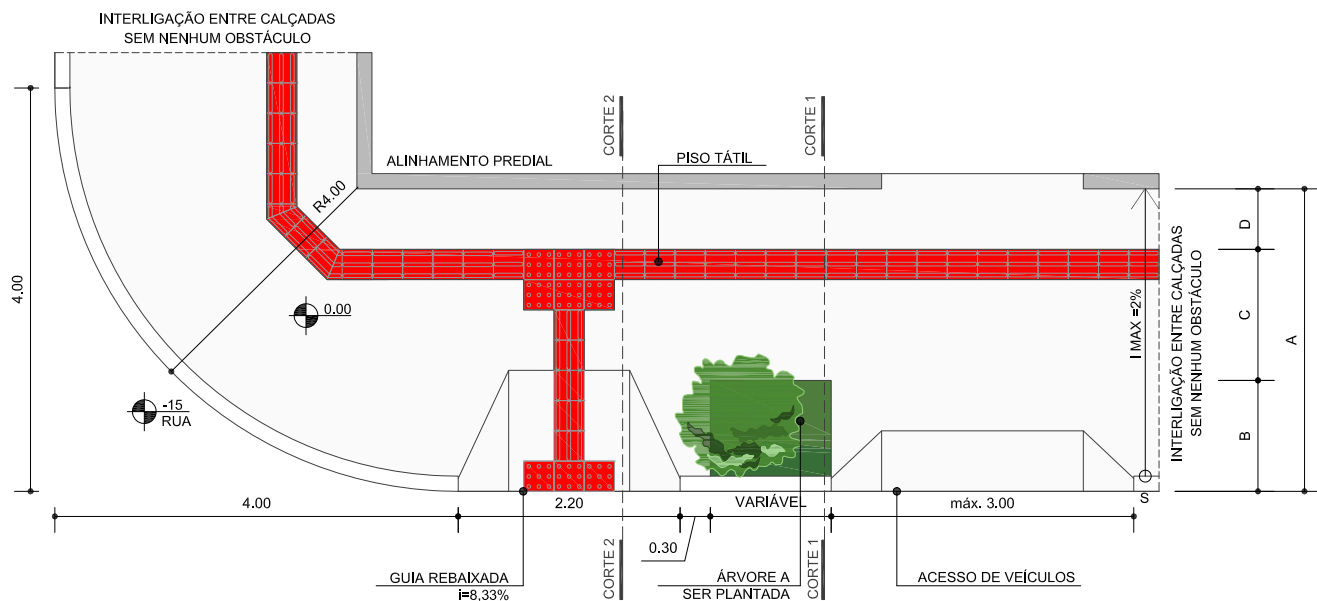 INTERLIGAÇÃO ENTRE CALÇADAS
SEM NENHUM OBSTÁCULO
CORTE 2
CORTE 1
ALINHAMENTO PREDIAL
PISO TÁTIL
R4.00
4.00
0.00
-15
RUA
I MAX =2%
INTERLIGAÇÃO ENTRE CALÇADAS
SEM NENHUM OBSTÁCULO
D
C
B
A
S
4.00
2.20
VARIÁVEL
máx. 3.00
0.30
GUIA REBAIXADA
i=8,33%
CORTE 2
ÁRVORE A
SER PLANTADA
CORTE 1
ACESSO DE VEÍCULOS